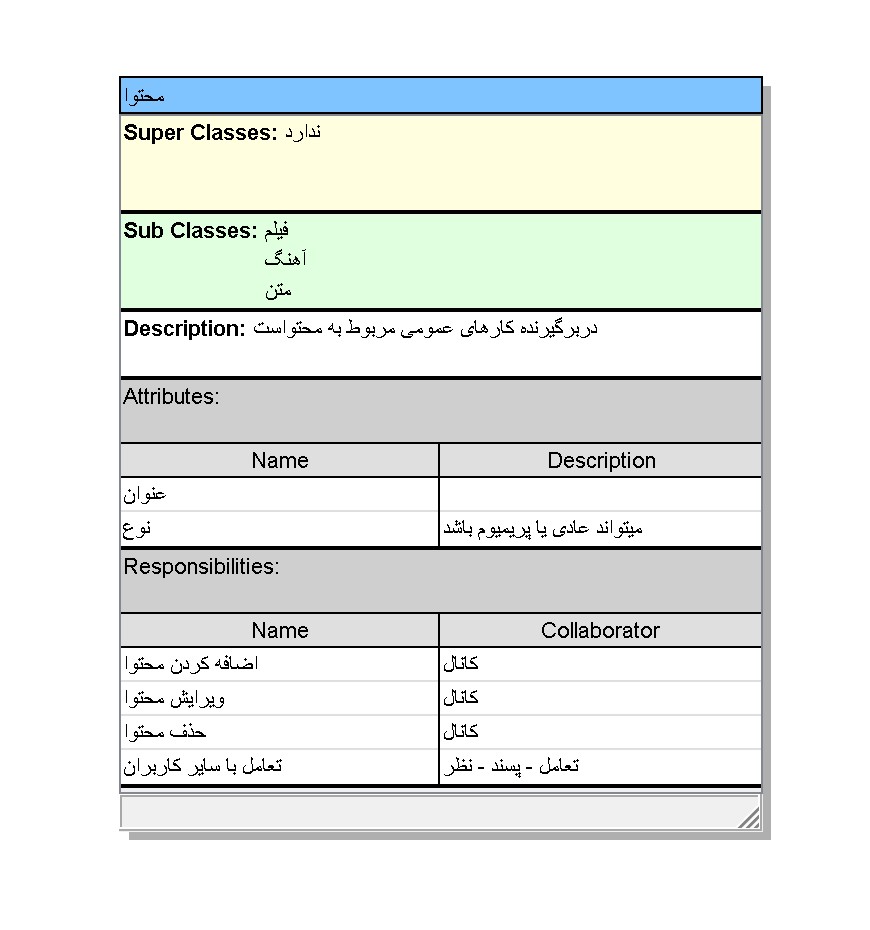 محتوا
Super Classes: ندارد
Sub Classes: فیلم
آهنگ
متن
Description: دربرگیرنده کارهای عمومی مربوط به محتواست
Attributes:
Name Description
عنوان
نوع میتواند عادی یا پریمیوم باشد
Responsibilities:
Name Collaborator
اضافه کردن محتوا کانال
ویرایش محتوا کانال
حذف محتوا کانال
تعامل با سایر کاربران تعامل - پسند - نظر